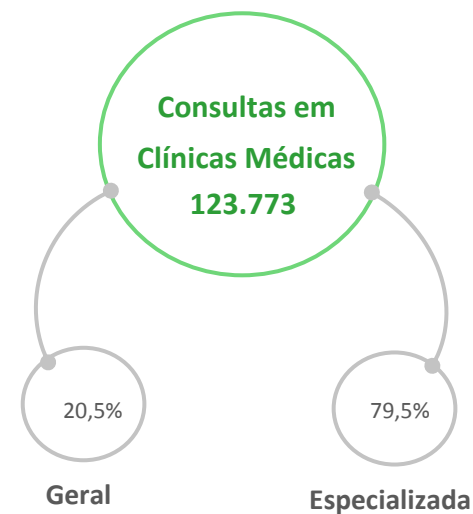 Consultas em
Clínicas Médicas
123.773
20,5%
79,5%
Geral
Especializada